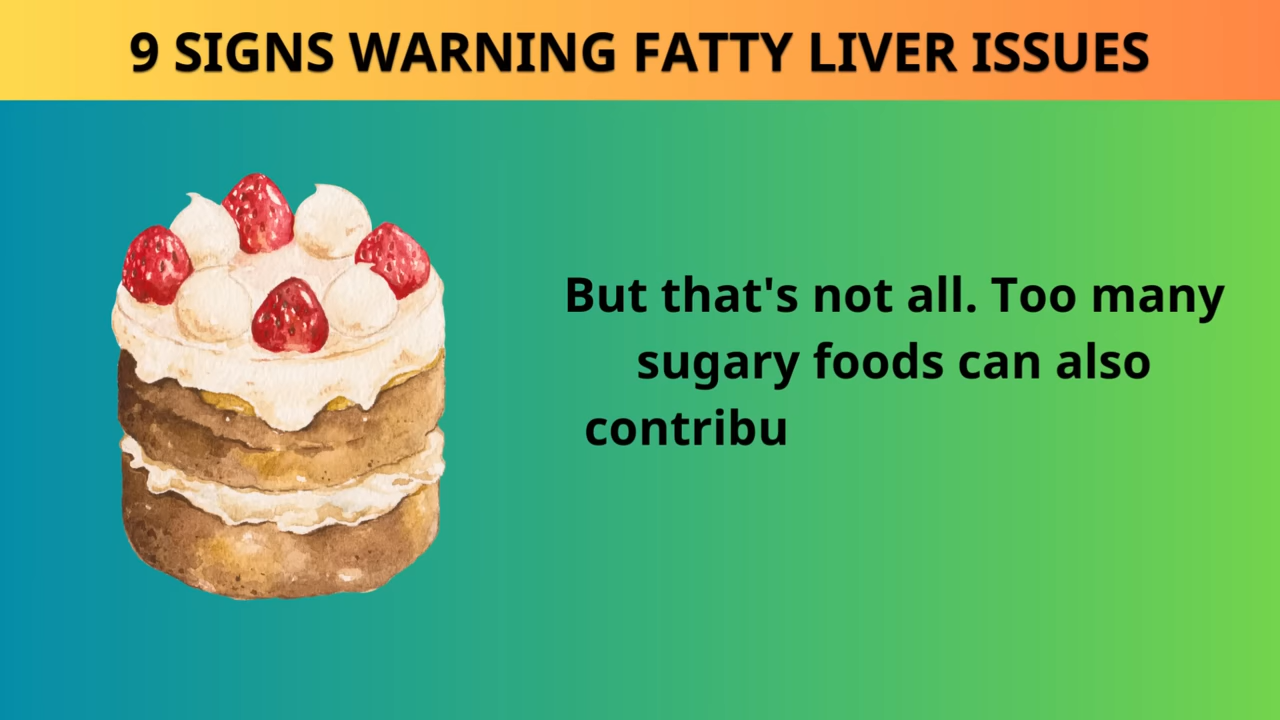 9 SIGNS WARNING FATTY LIVER ISSUES
But that's not all. Too many
sugary foods can also
contribu